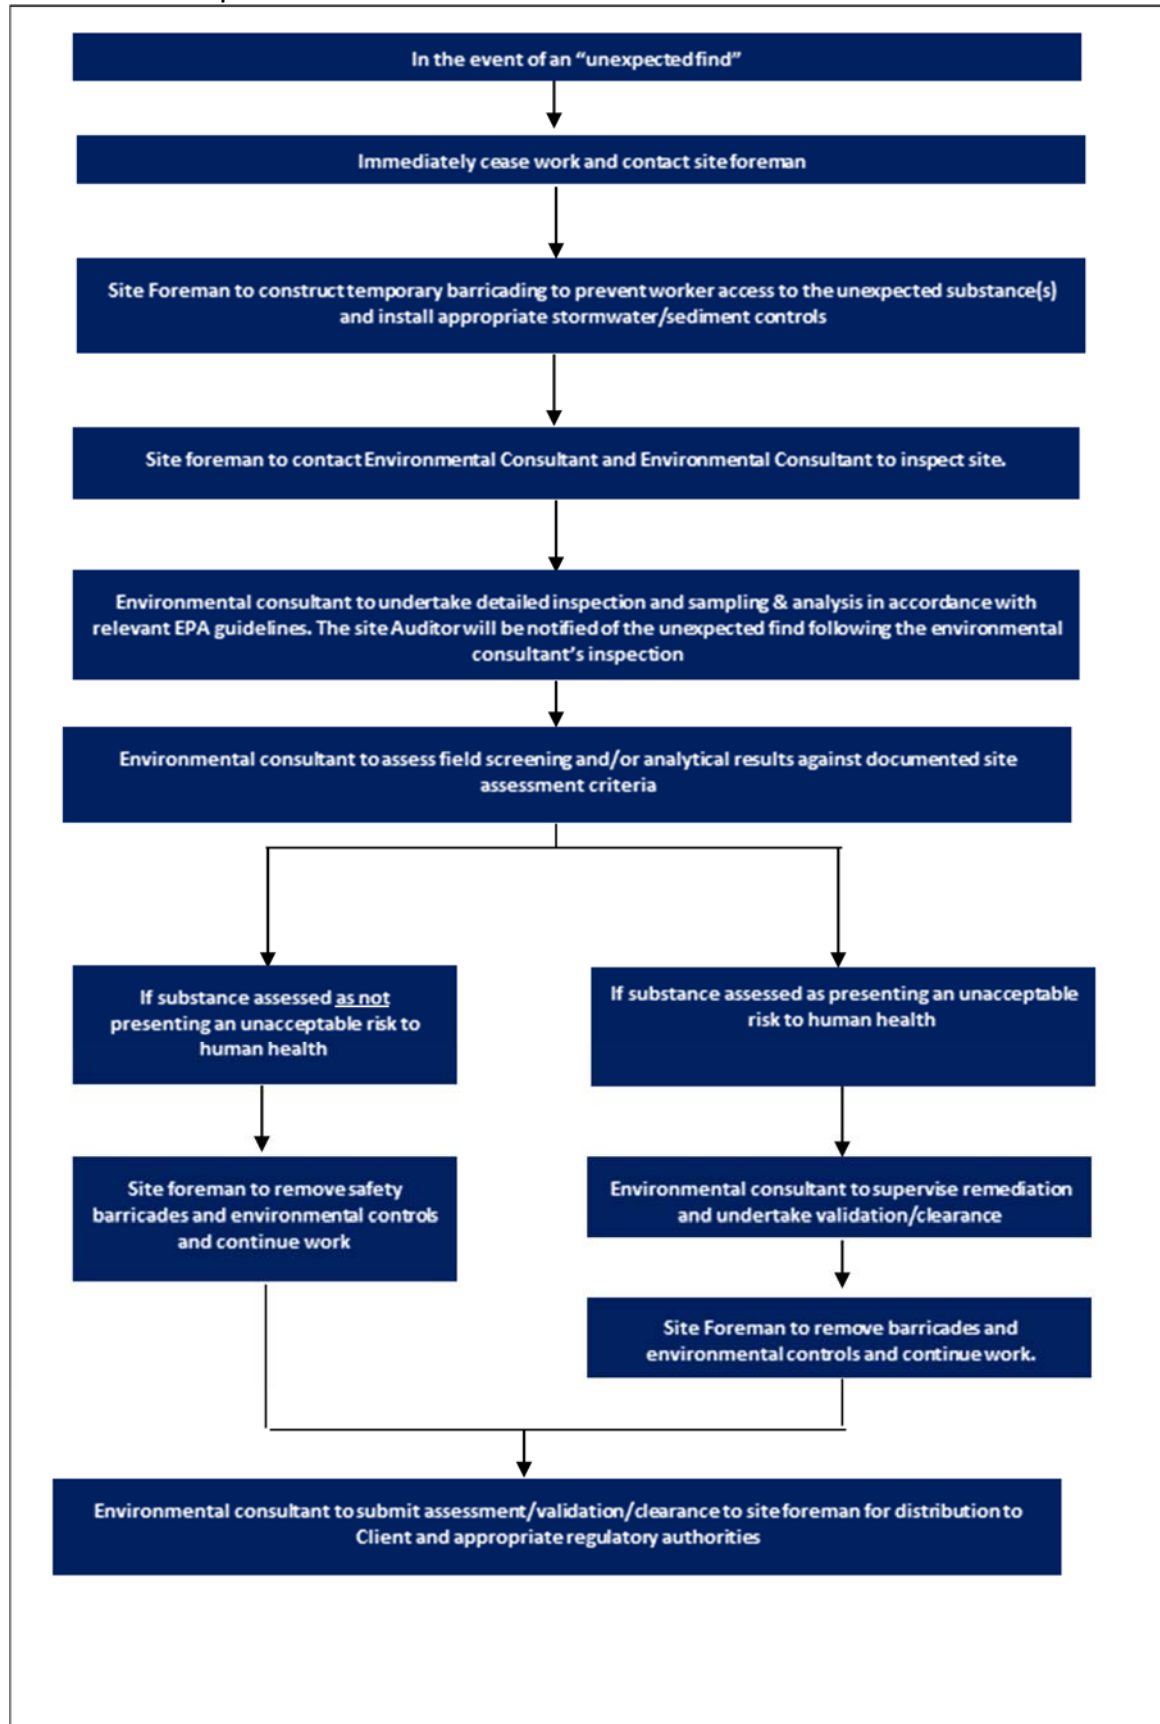 In the event of an “unexpected find”
Immediately cease work and contact site foreman
Site Foreman to construct temporary barricading to prevent worker access to the unexpected substance(s)
and install appropriate stormwater/sediment controls
Site foreman to contact Environmental Consultant and Environmental Consultant to inspect site.
Environmental consultant to undertake detailed inspection and sampling & analysis in accordance with
relevant EPA guidelines. The site Auditor will be notified of the unexpected find following the environmental
consultant’s inspection
Environmental consultant to assess field screening and/or analytical results against documented site
assessment criteria
If substance assessed as not
presenting an unacceptable risk to
human health
If substance assessed as presenting an unacceptable
risk to human health
Site foreman to remove safety
barricades and environmental controls
and continue work
Environmental consultant to supervise remediation
and undertake validation/clearance
Site Foreman to remove barricades and
environmental controls and continue work.
Environmental consultant to submit assessment/validation/clearance to site foreman for distribution to
Client and appropriate regulatory authorities